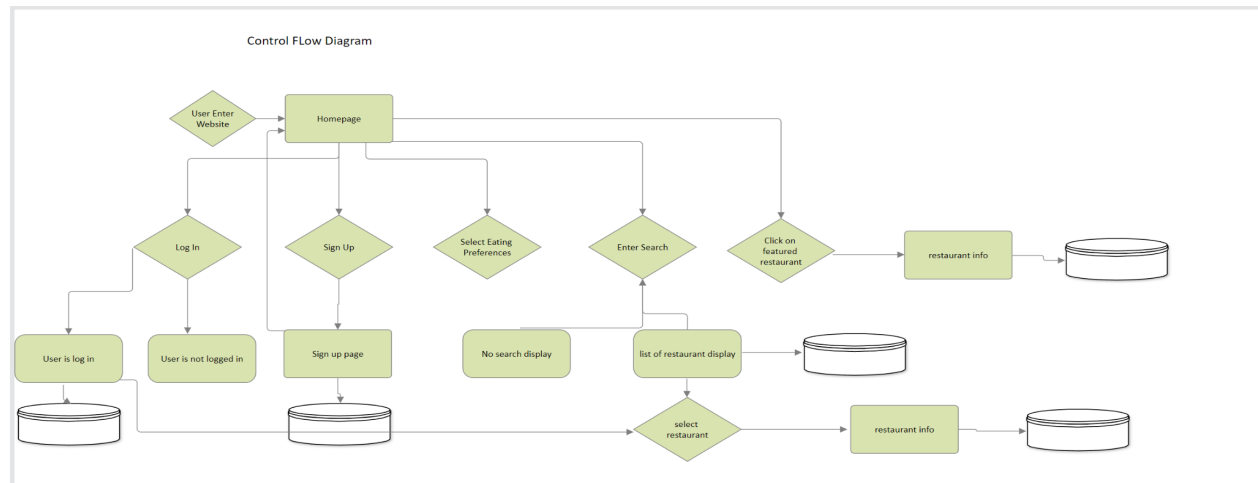 Control FLow Diagram
User Enter
Website
Homepage
Log In
Sign Up
Select Eating
Preferences
Enter Search
Click on
featured
restaurant
restaurant info
User is log in
User is not logged in
Sign up page
No search display
list of restaurant display
select
restaurant
restaurant info